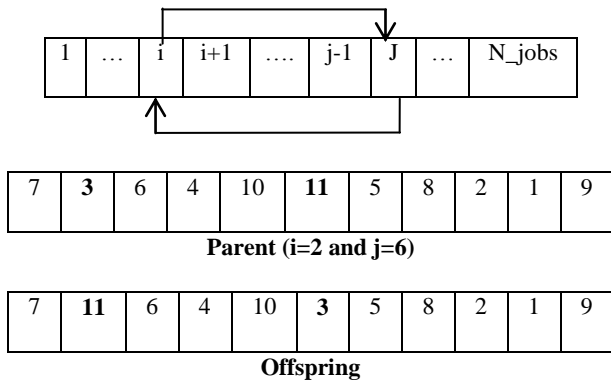 1 … i i+1 …. j-1 J … N_jobs
7 3 6 4 10 11 5 8 2 1 9
Parent (i=2 and j=6)
7 11 6 4 10 3 5 8 2 1 9
Offspring